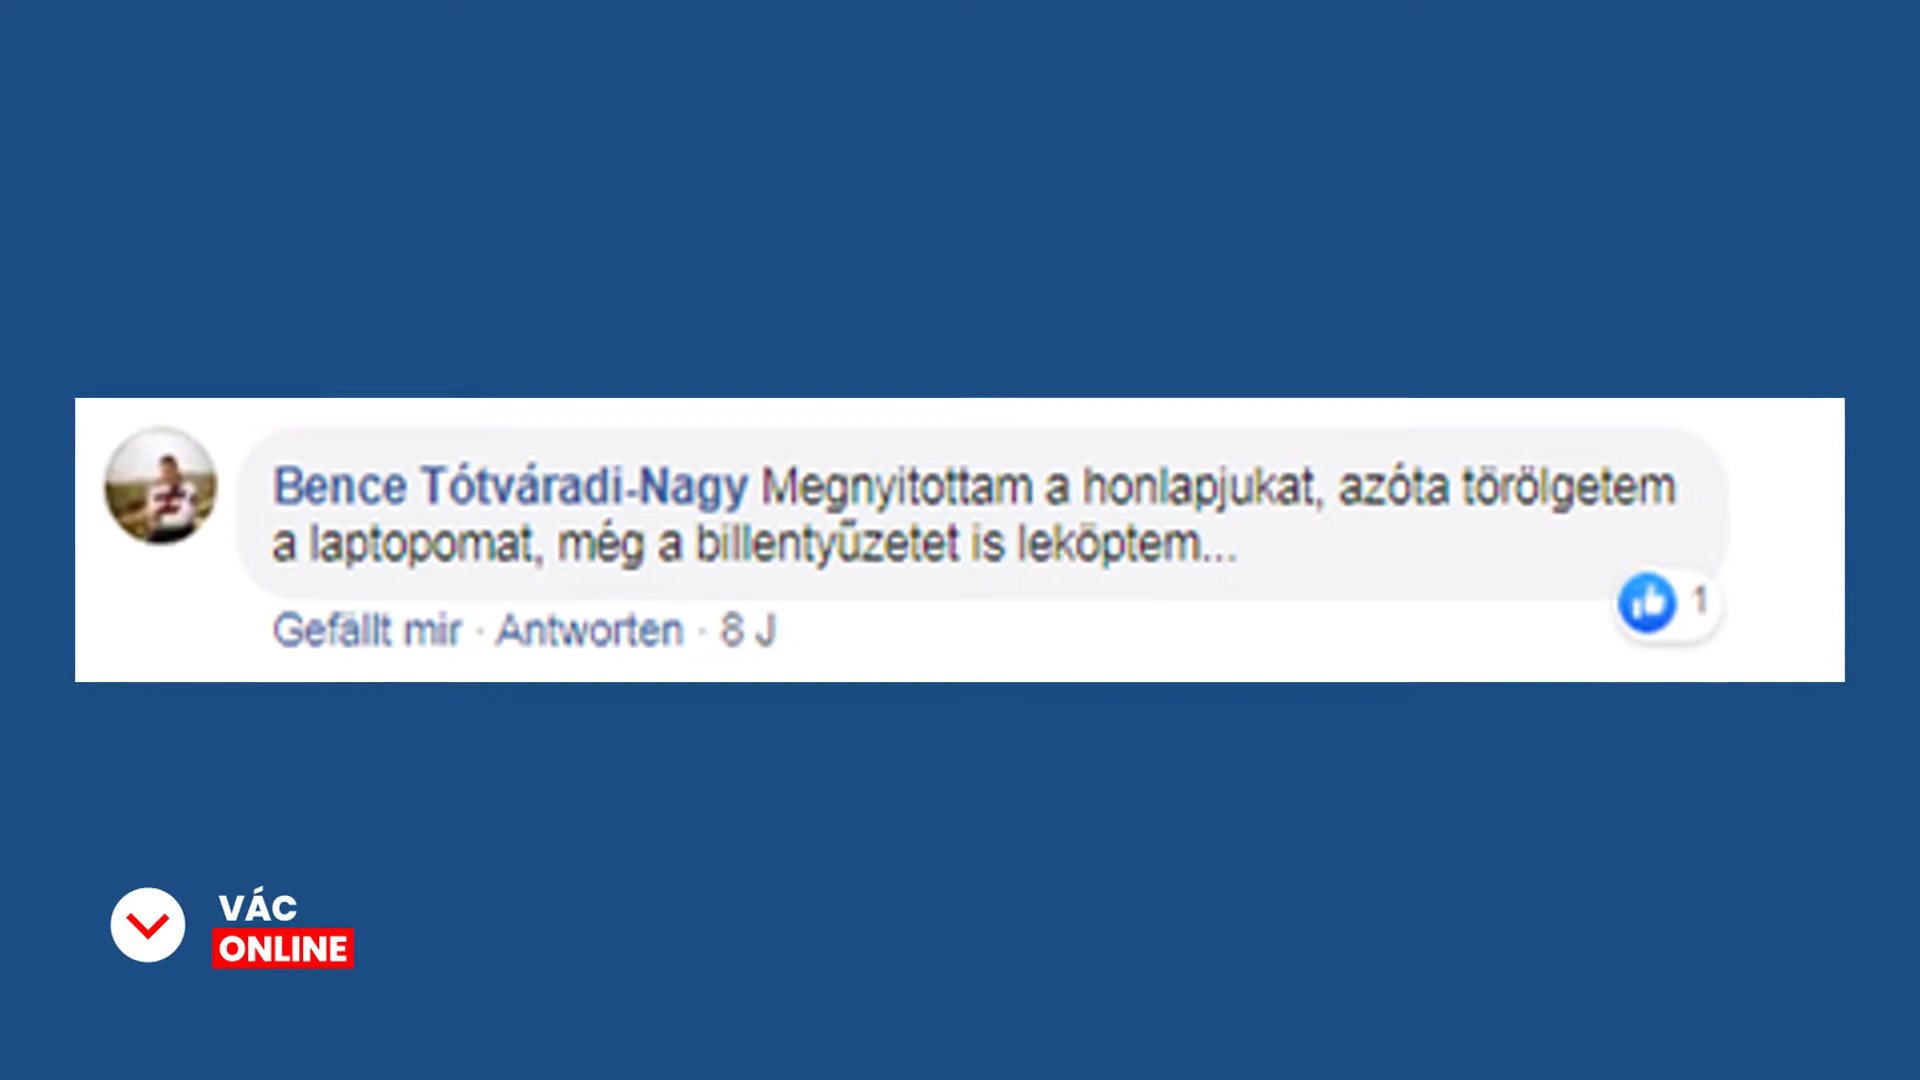 Bence Tótváradi-Nagy Megnyitottam a honlapjukat, azóta törölgetem
a laptopomat, még a billentyűzetet is leköptem...
Gefällt mir · Antworten · 8 J
1
VÁC
ONLINE